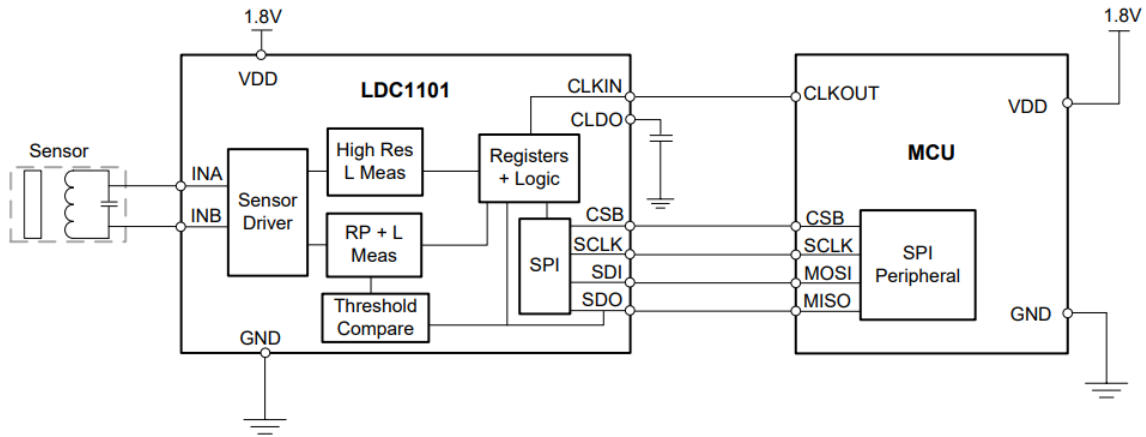 1.8V
1.8V
VDD
LDC1101
CLKIN
CLKOUT
VDD
CLDO
MCU
Sensor
High Res
L Meas
Registers
+ Logic
INA
INB
Sensor
Driver
RP + L
Meas
CSB
SCLK
SDI
SDO
SPI
CSB
SCLK
MOSI
MISO
SPI
Peripheral
Threshold
Compare
GND
GND